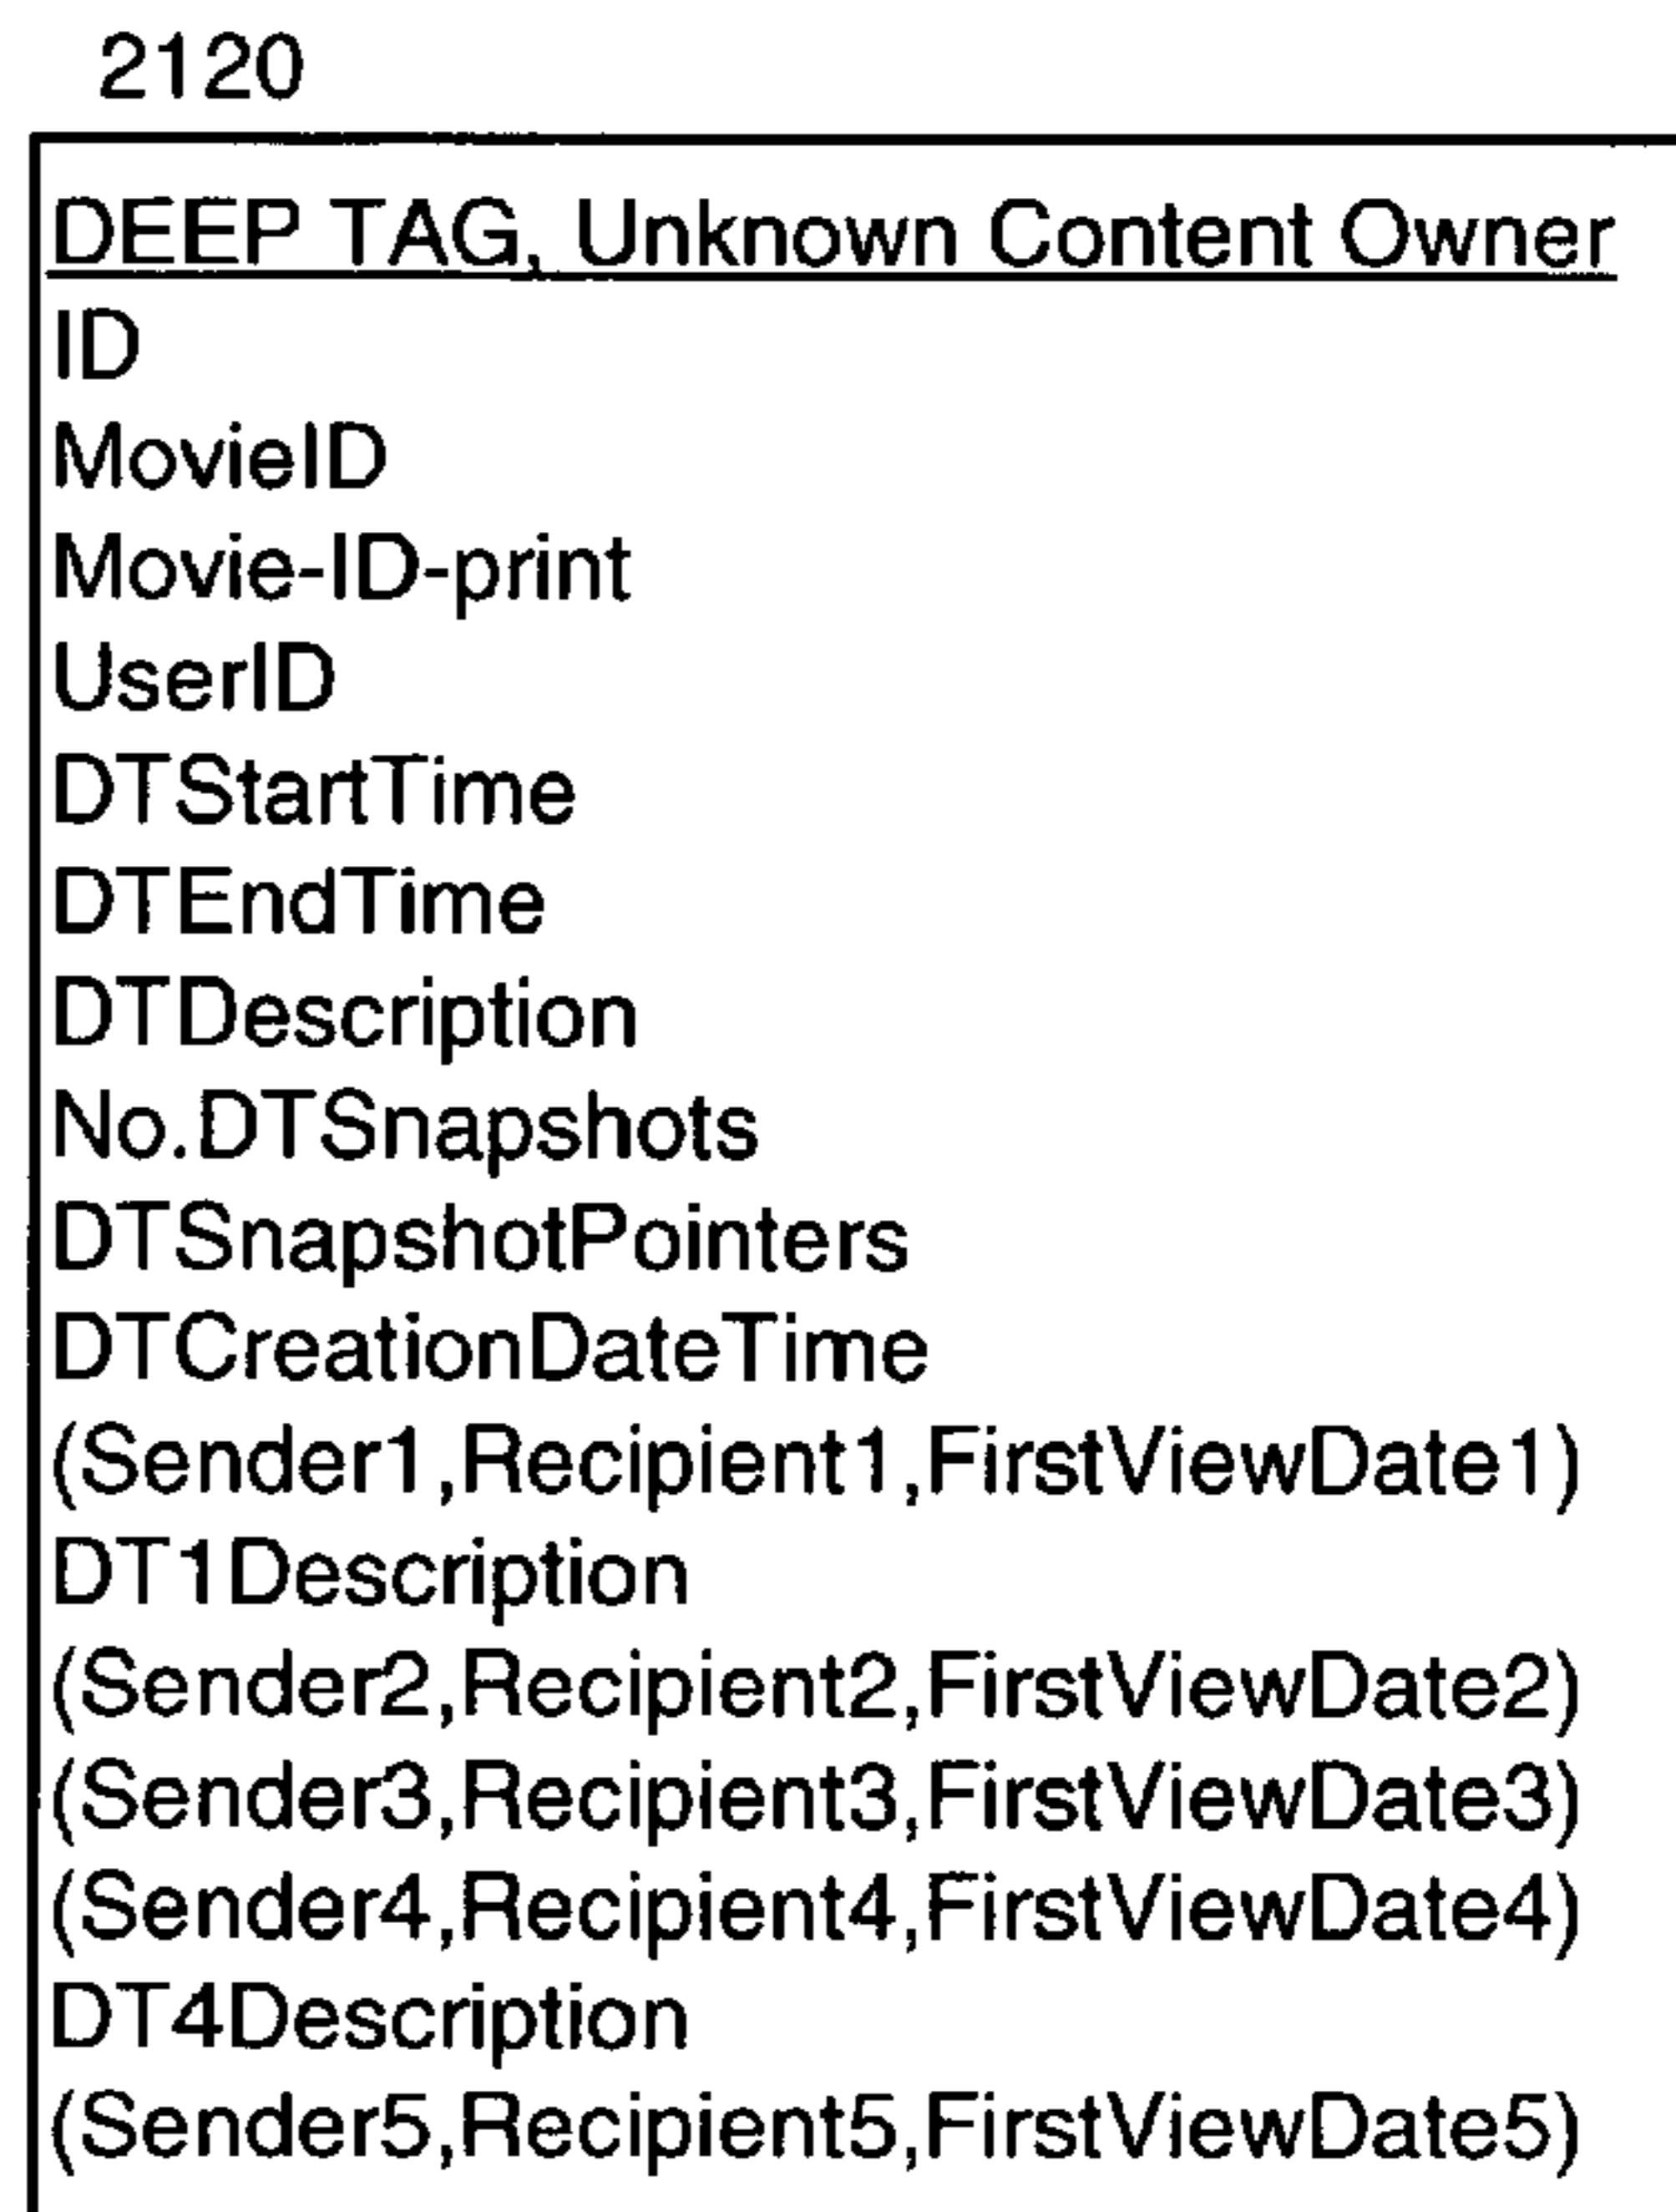 2120
DEEP TAG, Unknown Content Owner
ID
MovieID
Movie-ID-print
UserID
DTStartTime
DTEndTime
DTDescription
No.DTSnapshots
DTSnapshotPointers
DTCreationDateTime
(Sender1,Recipient1,FirstViewDate1)
DT1Description
(Sender2,Recipient2,FirstViewDate2)
(Sender3,Recipient3,FirstViewDate3)
(Sender4,Recipient4,FirstViewDate4)
DT4Description
(Sender5,Recipient5,FirstViewDate5)